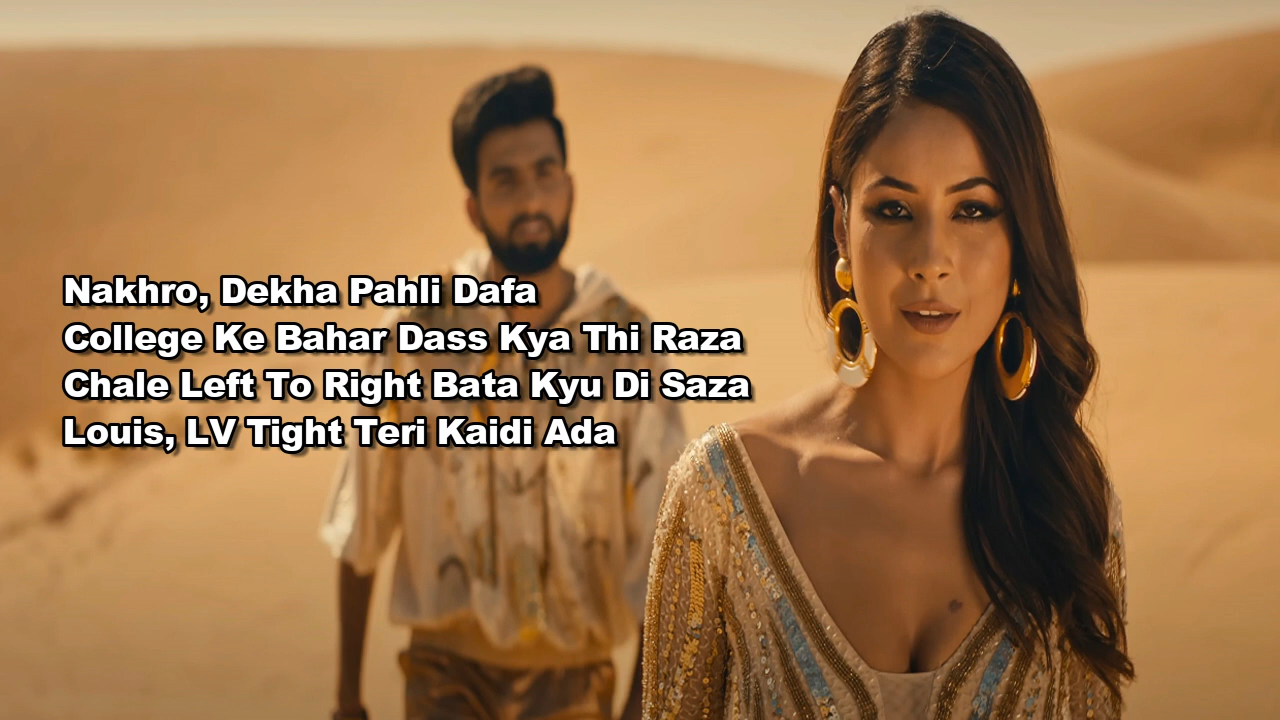 Nakhro, Dekha Pahli Dafa
College Ke Bahar Dass Kya Thi Raza
Chale Left To Right Bata Kyu Di Saza
Louis, LV Tight Teri Kaidi Ada